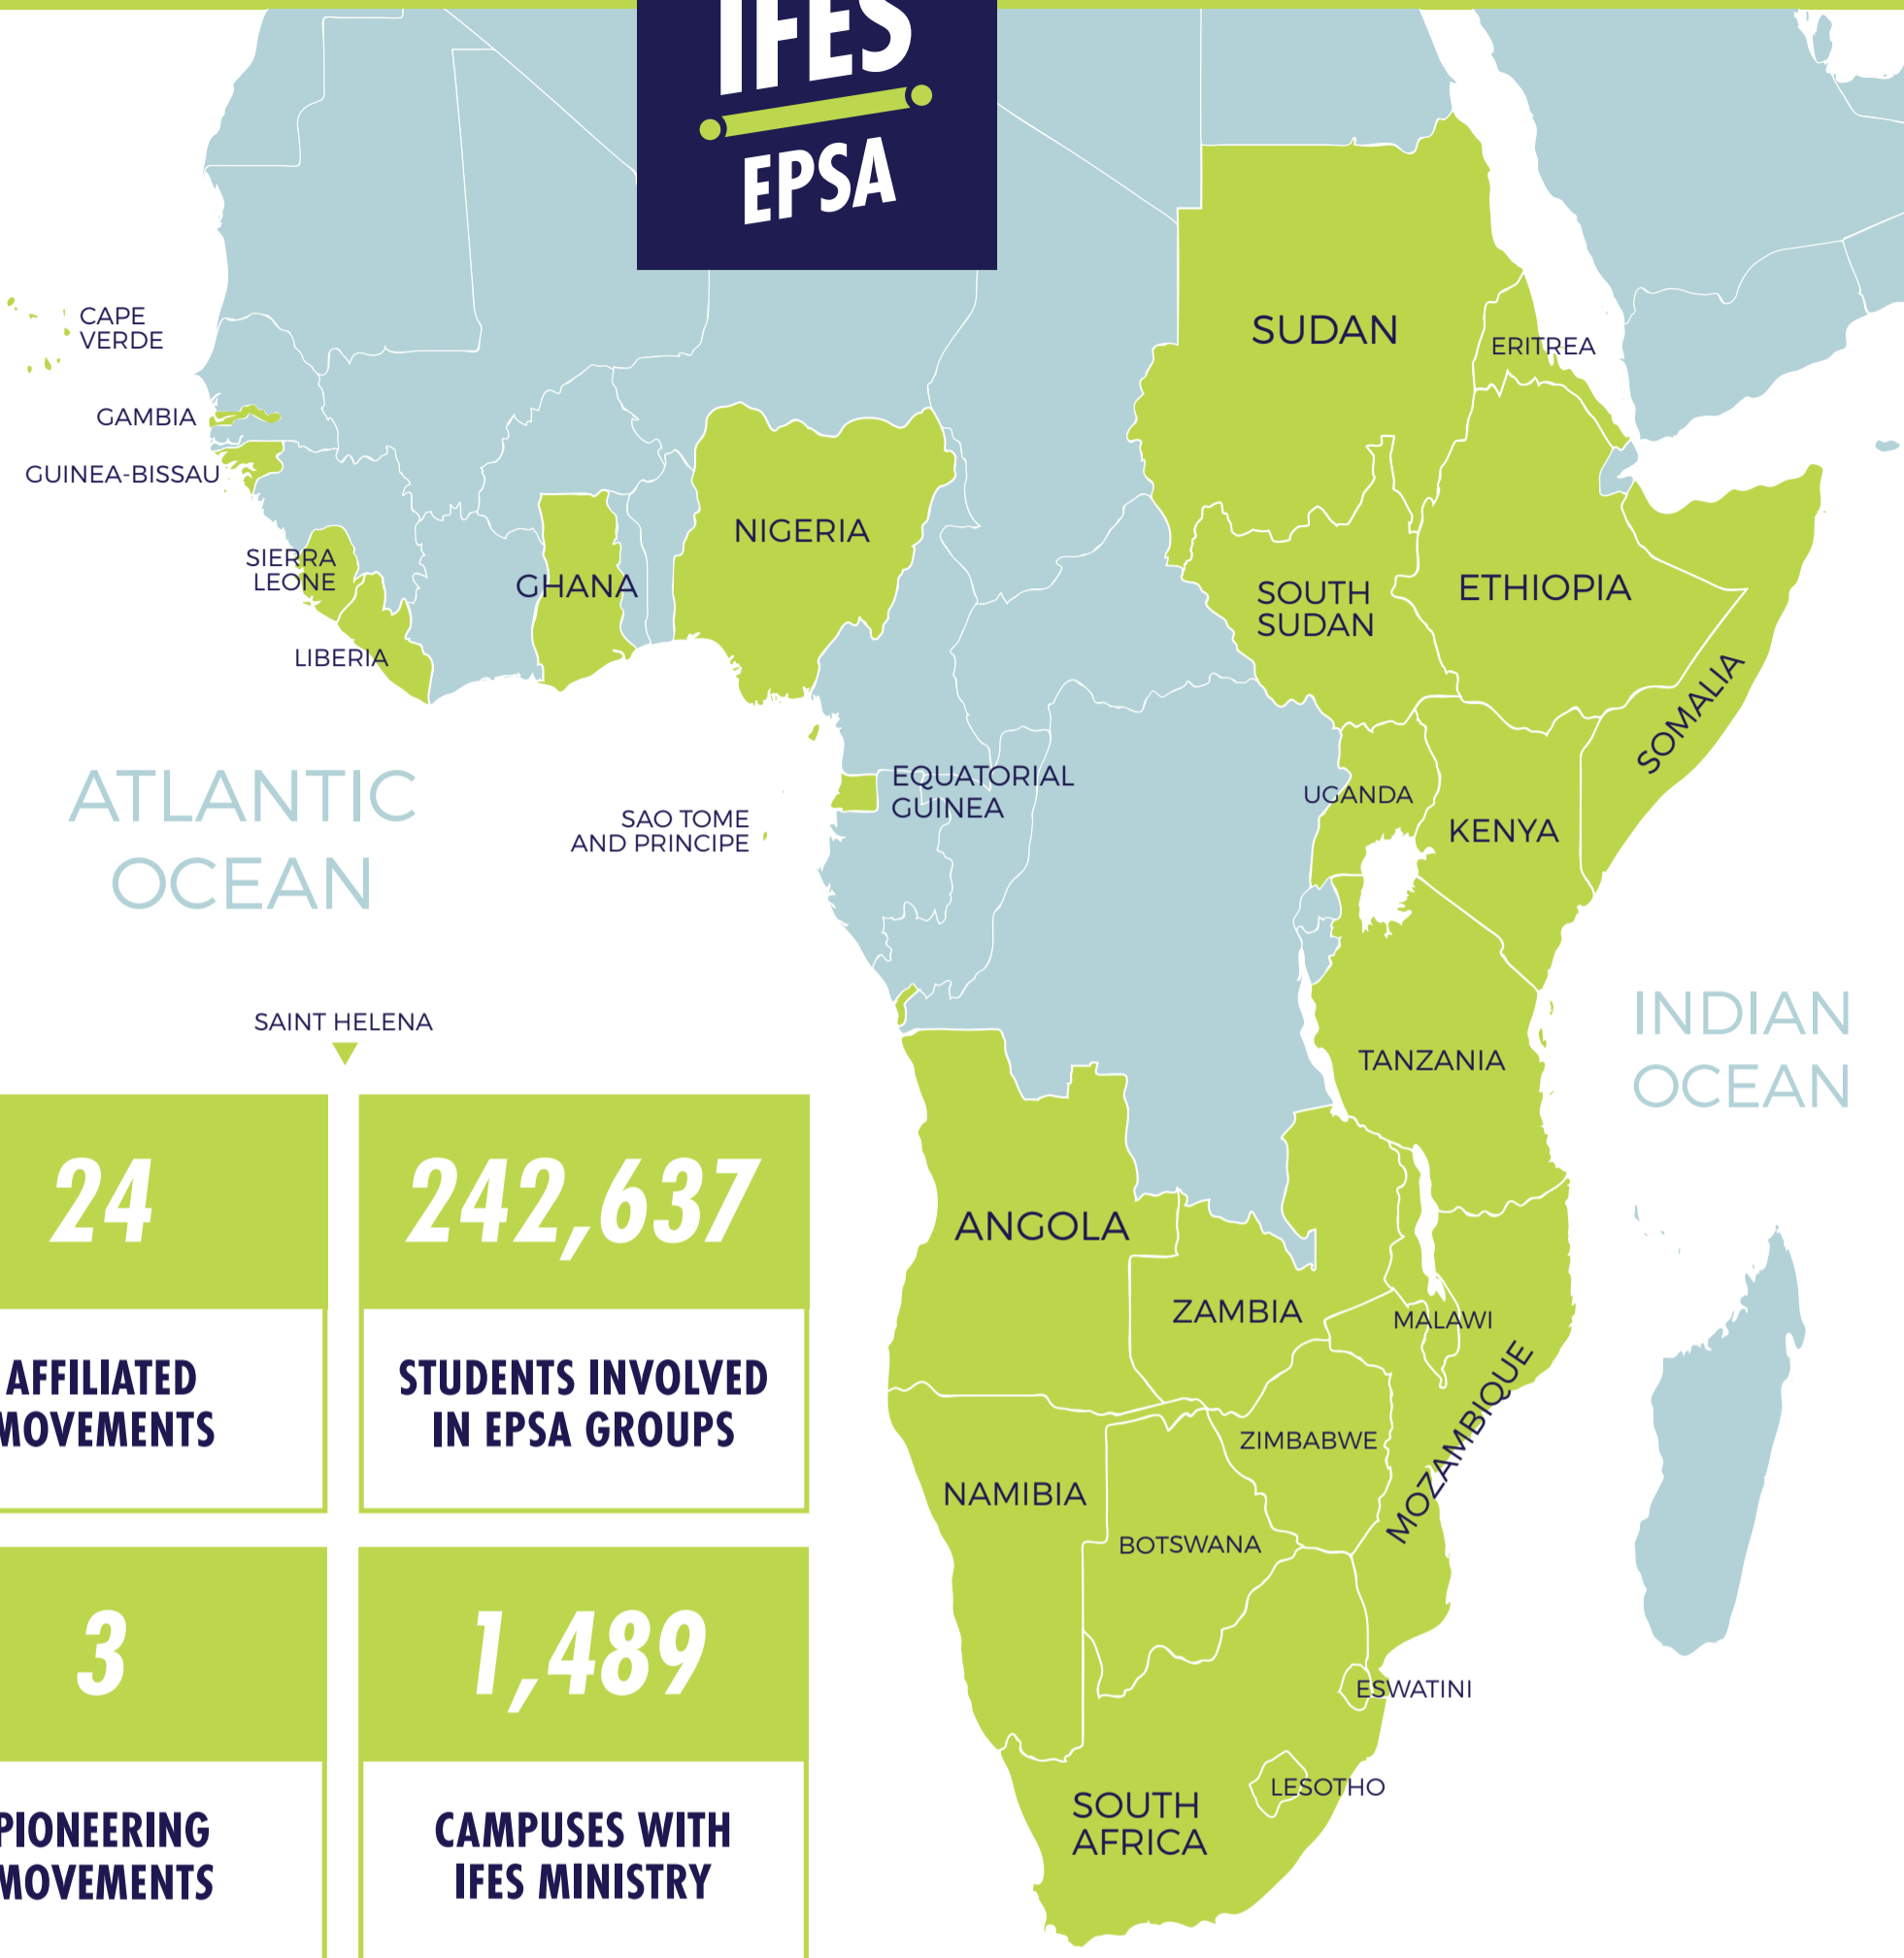 IFES
EPSA
CAPE
VERDE
GAMBIA
GUINEA-BISSAU
SIERRA
LEONE
LIBERIA
GHANA
NIGERIA
SUDAN
ERITREA
SOUTH
SUDAN
ETHIOPIA
SOMALIA
ATLANTIC
OCEAN
EQUATORIAL
GUINEA
SAO TOME
AND PRINCIPE
UGANDA
KENYA
SAINT HELENA
TANZANIA
INDIAN
OCEAN
ANGOLA
ZAMBIA
MALAWI
MOZAMBIQUE
ZIMBABWE
NAMIBIA
BOTSWANA
ESWATINI
LESOTHO
SOUTH
AFRICA
24
AFFILIATED
MOVEMENTS
242,637
STUDENTS INVOLVED
IN EPSA GROUPS
3
PIONEERING
MOVEMENTS
1,489
CAMPUSES WITH
IFES MINISTRY